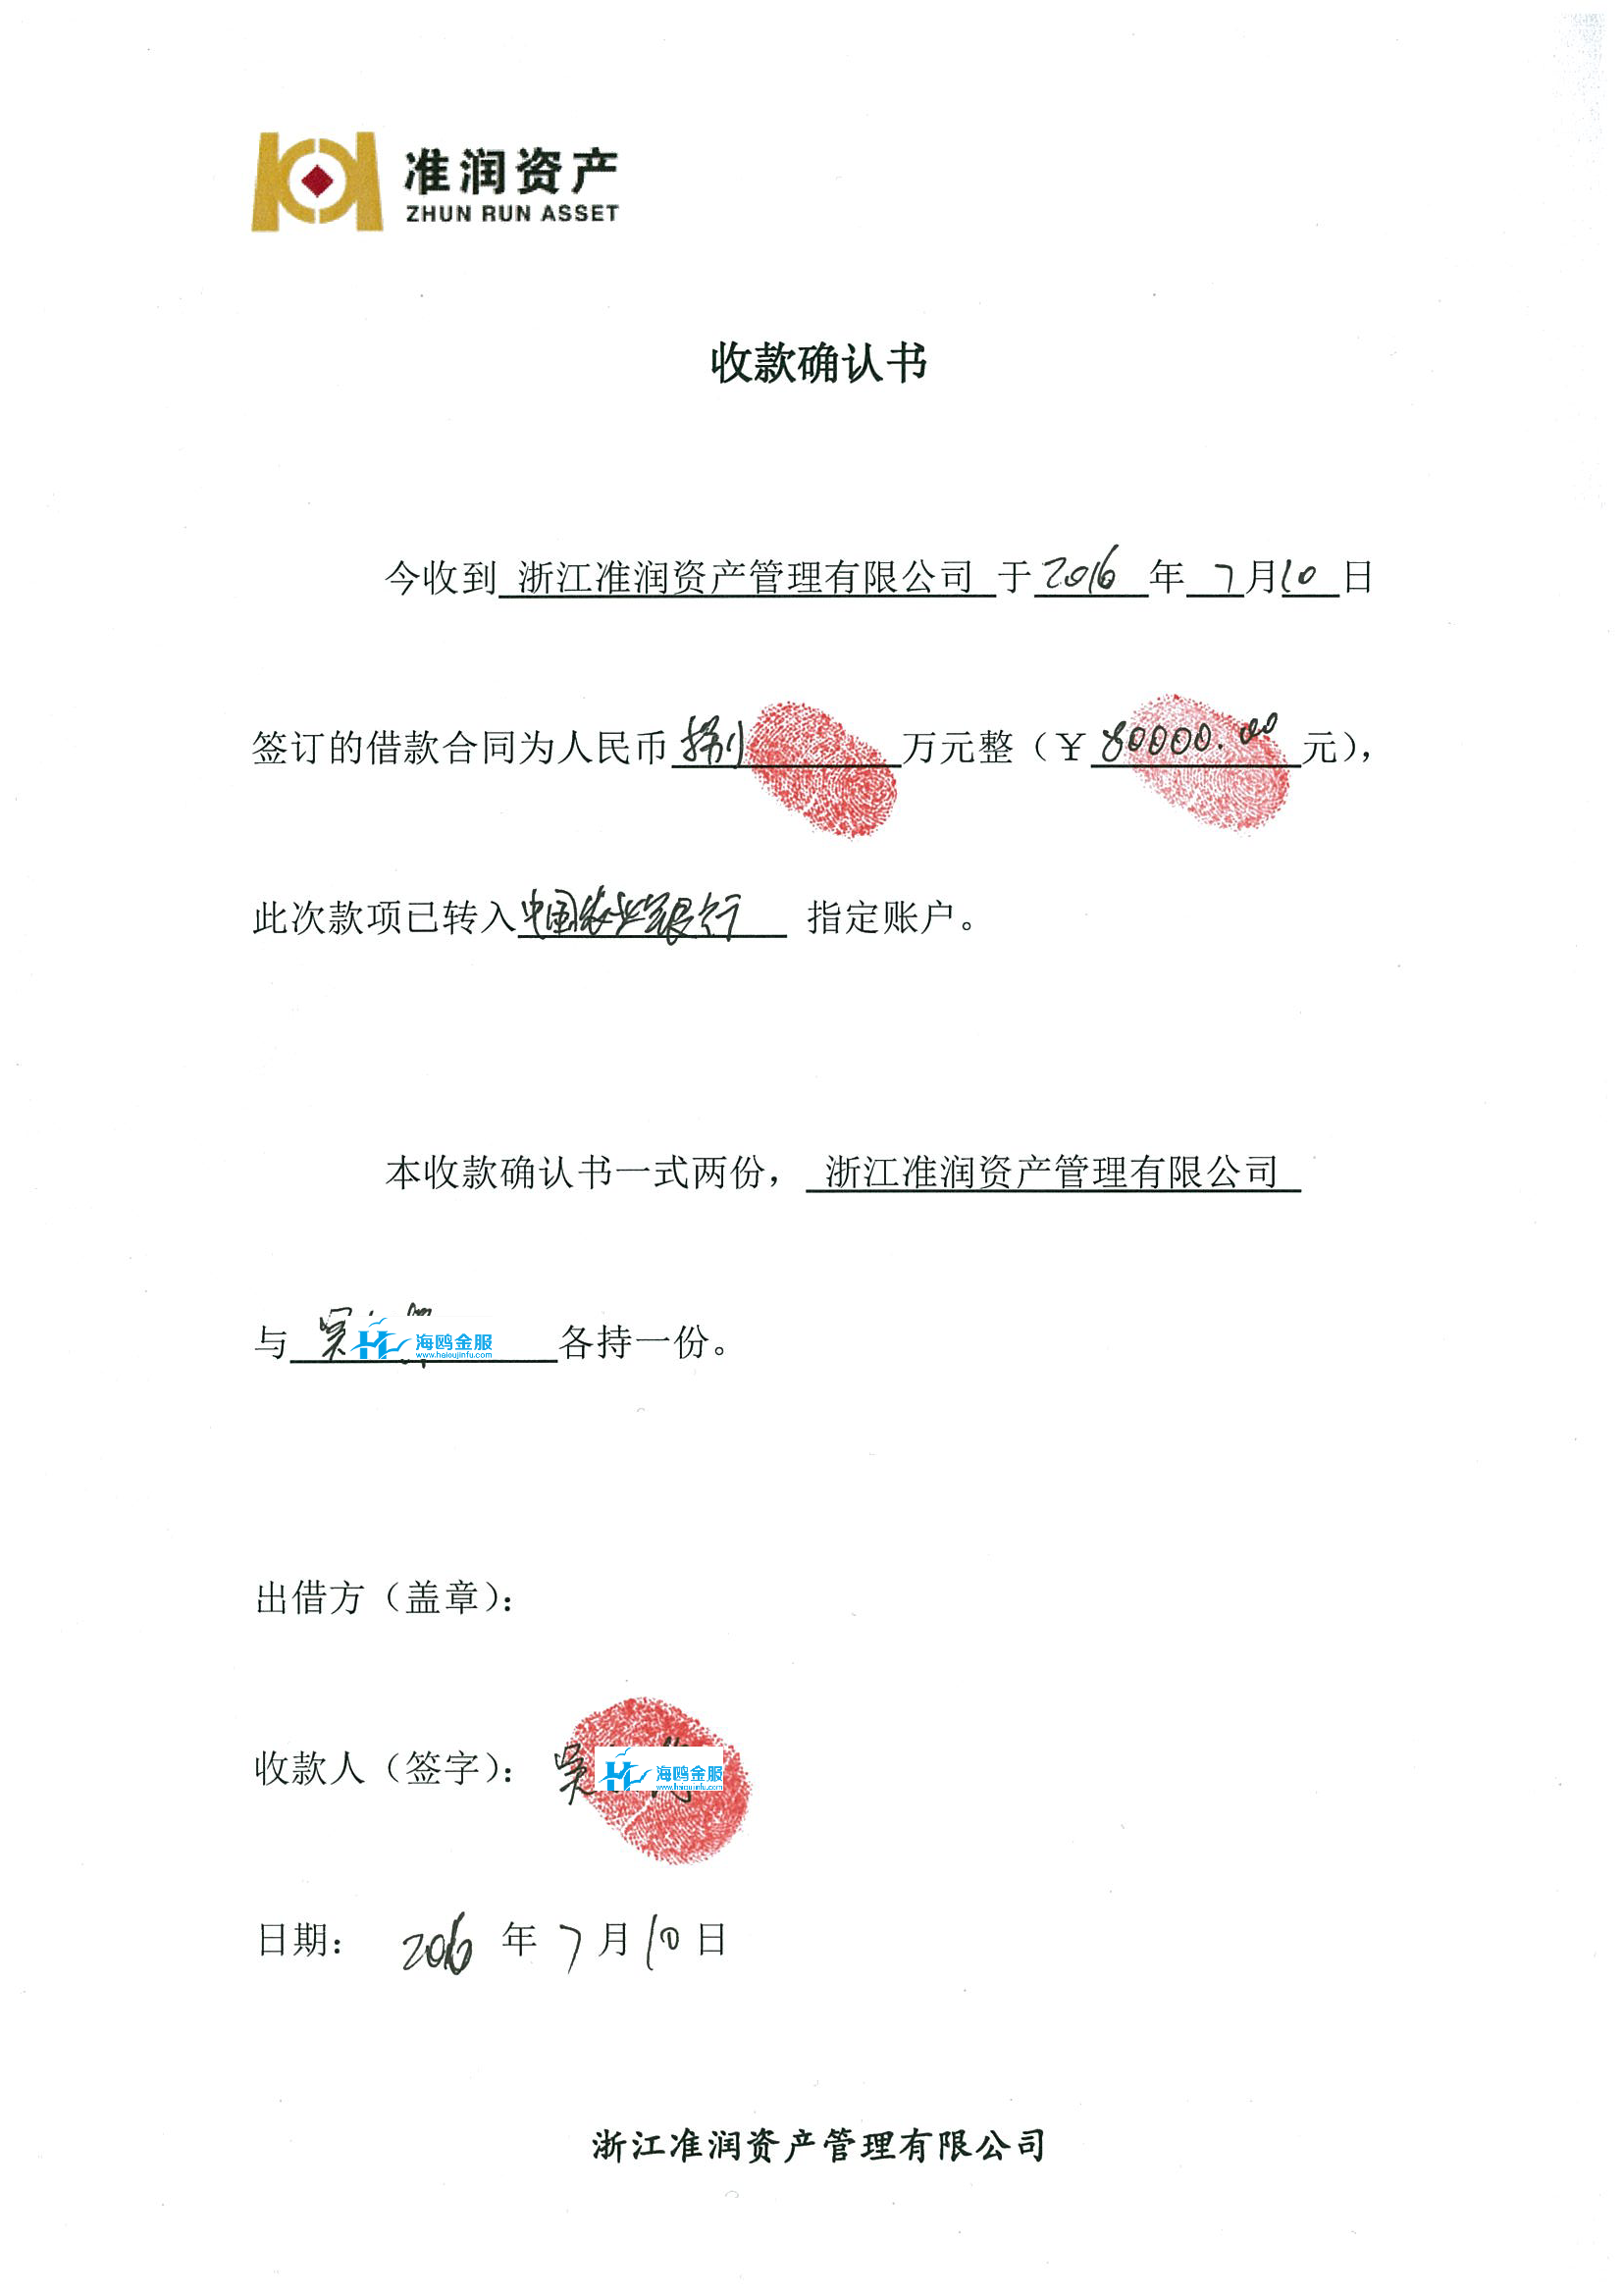 准润资产
ZHUN RUN ASSET
收款确认书
今收到 浙江准润资产管理有限公司 于 2016 年 7 月 10 日
签订的借款合同为人民币 捌 万元整（￥80000.00元），
此次款项已转入中国农业银行 指定账户。
本收款确认书一式两份， 浙江准润资产管理有限公司
与 吴 海鸥金服 各持一份。
www.haioujinfu.com
出借方（盖章）：
收款人（签字）： 吴 海鸥金服
www.haioujinfu.com
日期： 2016 年 7 月 10 日
浙江准润资产管理有限公司